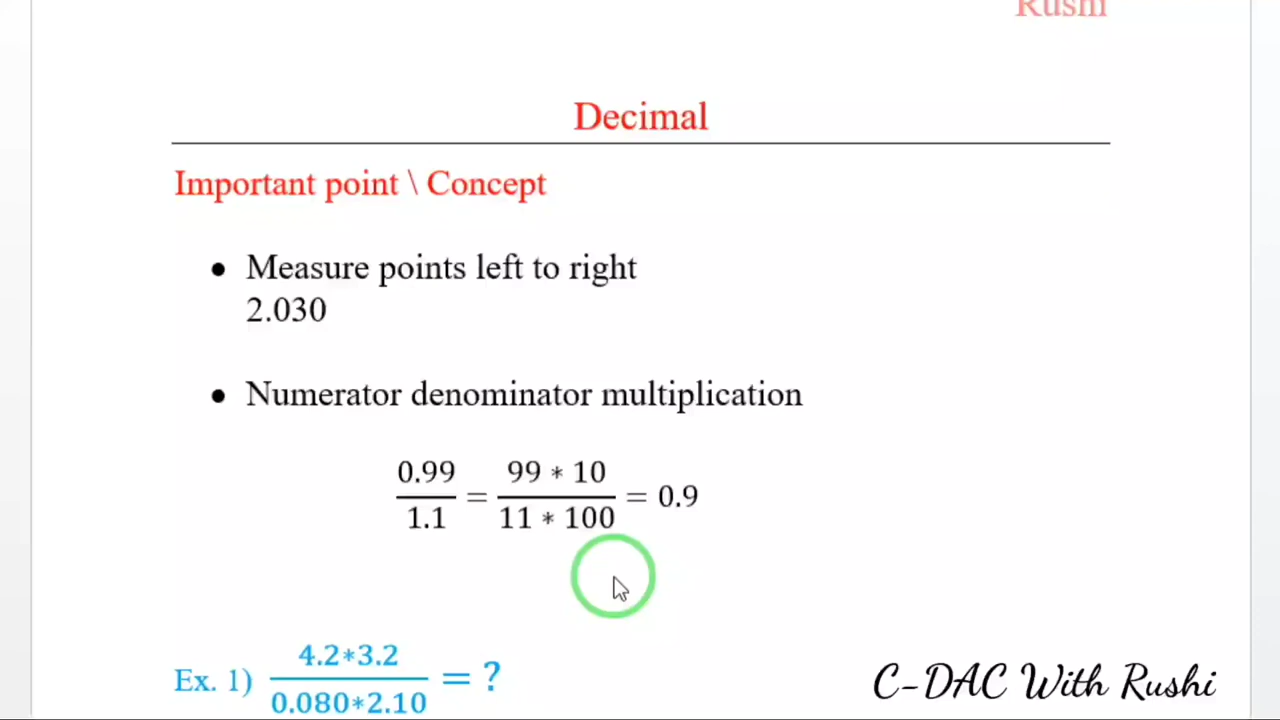 Rushi
Decimal
Important point \ Concept
● Measure points left to right
2.030
● Numerator denominator multiplication
0.99/1.1 = 99 * 10/11 * 100 = 0.9
Ex. 1) 4.2*3.2/0.080*2.10 = ?
C-DAC With Rushi